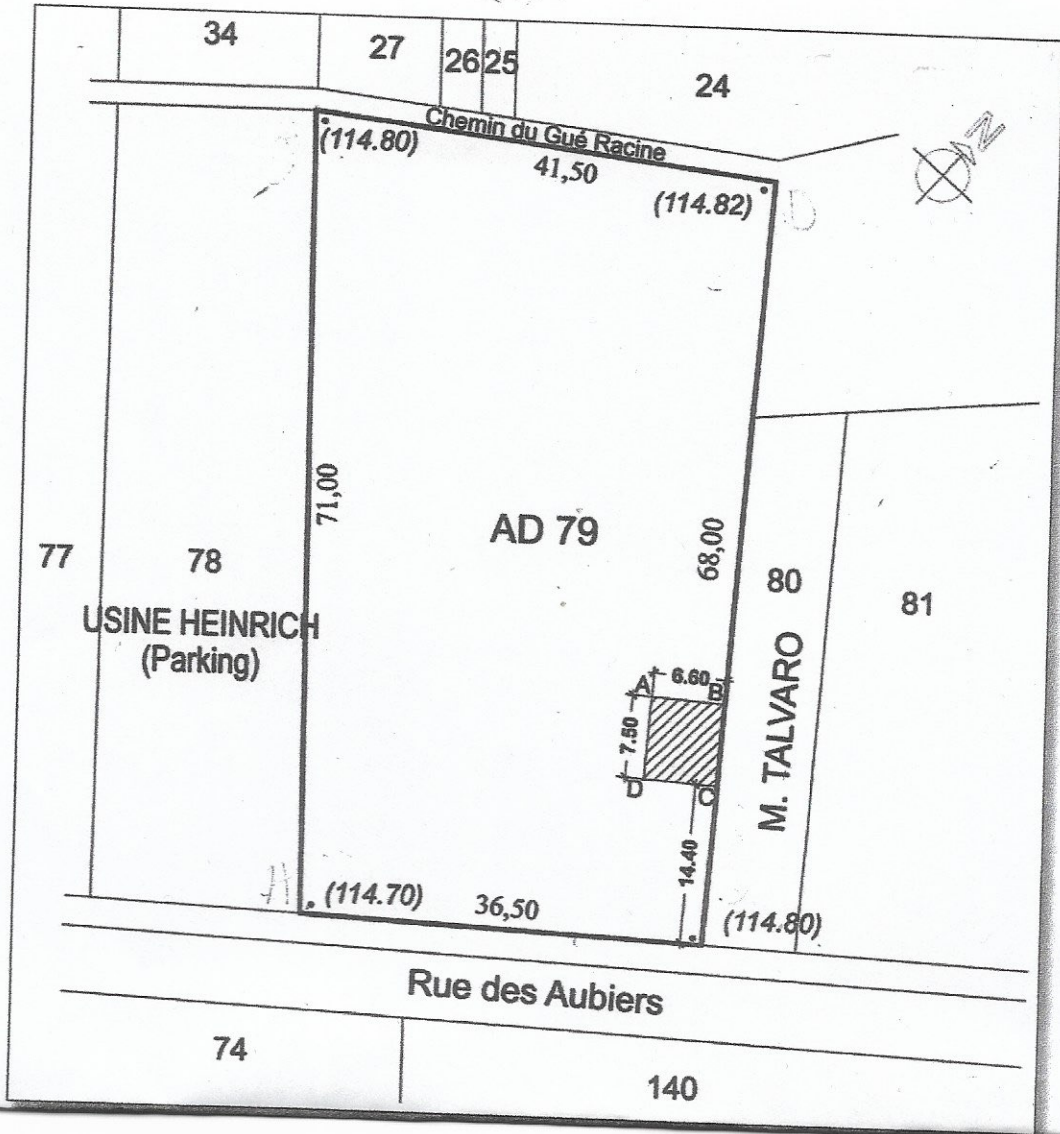 34
27
26
25
24
Chemin du Gué Racine
N
(114.80)
41,50
(114.82)
D
71,00
AD 79
68,00
77
78
80
81
USINE HEINRICH
(Parking)
M. TALVARO
A
6.60
B
7.50
D
C
14.40
(114.70)
36,50
(114.80)
Rue des Aubiers
74
140